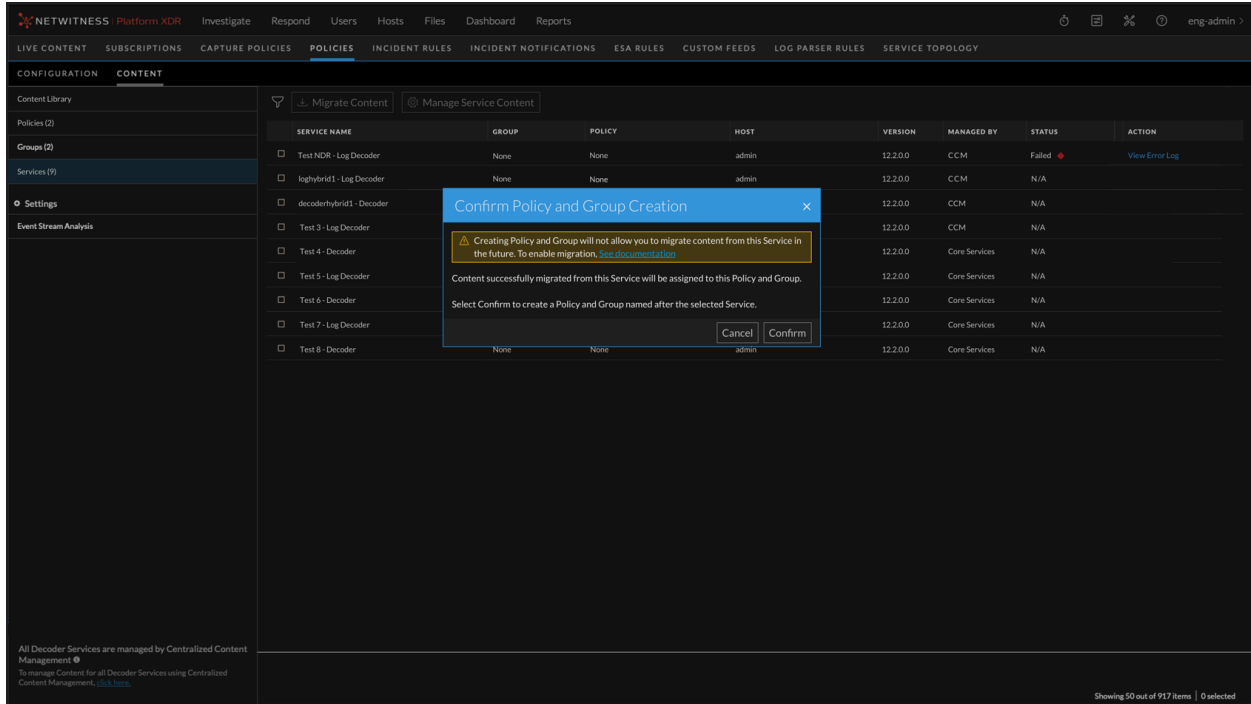 NETWITNESS | Platform XDR Investigate Respond Users Hosts Files Dashboard Reports eng-admin >
LIVE CONTENT SUBSCRIPTIONS CAPTURE POLICIES POLICIES INCIDENT RULES INCIDENT NOTIFICATIONS ESA RULES CUSTOM FEEDS LOG PARSER RULES SERVICE TOPOLOGY
CONFIGURATION CONTENT
Content Library
Policies (2)
Groups (2)
Services (9)
Settings
Event Stream Analysis
Migrate Content Manage Service Content
SERVICE NAME GROUP POLICY HOST VERSION MANAGED BY STATUS ACTION
Test NDR - Log Decoder None None admin 12.2.0.0 CCM Failed View Error Log
loghybrid1 - Log Decoder None None admin 12.2.0.0 CCM N/A
decoderhybrid1 - Decoder 12.2.0.0 CCM N/A
Test 3 - Log Decoder 12.2.0.0 CCM N/A
Test 4 - Decoder 12.2.0.0 Core Services N/A
Test 5 - Log Decoder 12.2.0.0 Core Services N/A
Test 6 - Decoder 12.2.0.0 Core Services N/A
Test 7 - Log Decoder 12.2.0.0 Core Services N/A
Test 8 - Decoder None None admin 12.2.0.0 Core Services N/A
Confirm Policy and Group Creation ×
Creating Policy and Group will not allow you to migrate content from this Service in
the future. To enable migration, See documentation
Content successfully migrated from this Service will be assigned to this Policy and Group.
Select Confirm to create a Policy and Group named after the selected Service.
Cancel Confirm
All Decoder Services are managed by Centralized Content
Management
To manage Content for all Decoder Services using Centralized
Content Management, click here.
Showing 50 out of 917 items | 0 selected